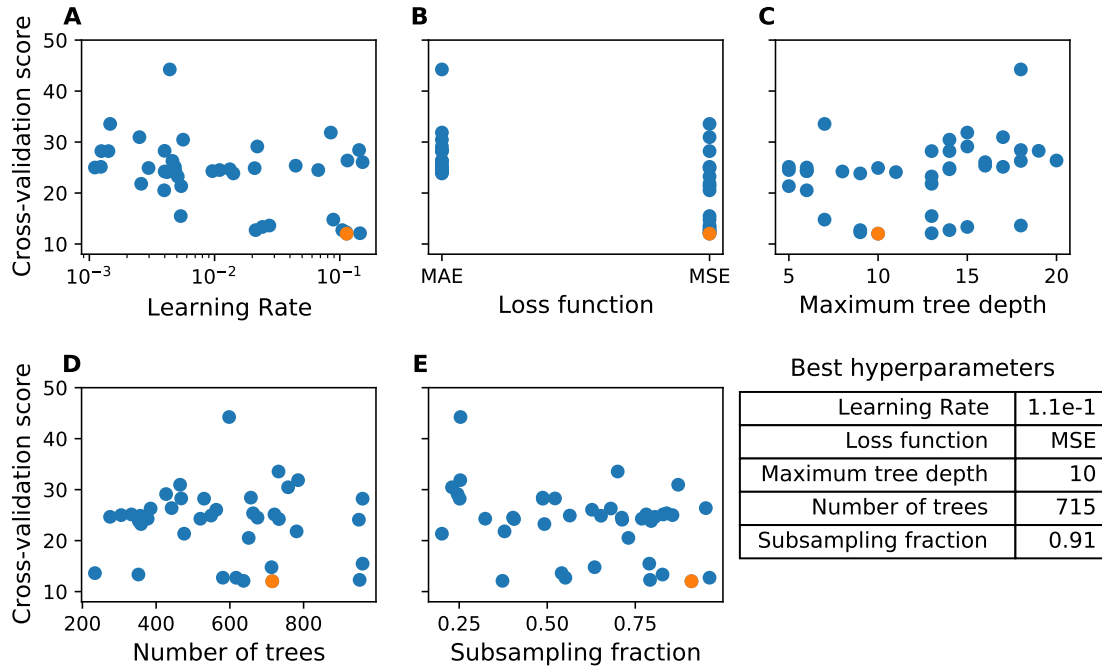 A
B
C
Cross-validation score
50
40
30
20
10
10⁻³
10⁻²
10⁻¹
Learning Rate
MAE
MSE
Loss function
5
10
15
20
Maximum tree depth
D
E
Cross-validation score
50
40
30
20
10
200
400
600
800
Number of trees
0.25
0.50
0.75
Subsampling fraction
Best hyperparameters
Learning Rate 1.1e-1
Loss function MSE
Maximum tree depth 10
Number of trees 715
Subsampling fraction 0.91